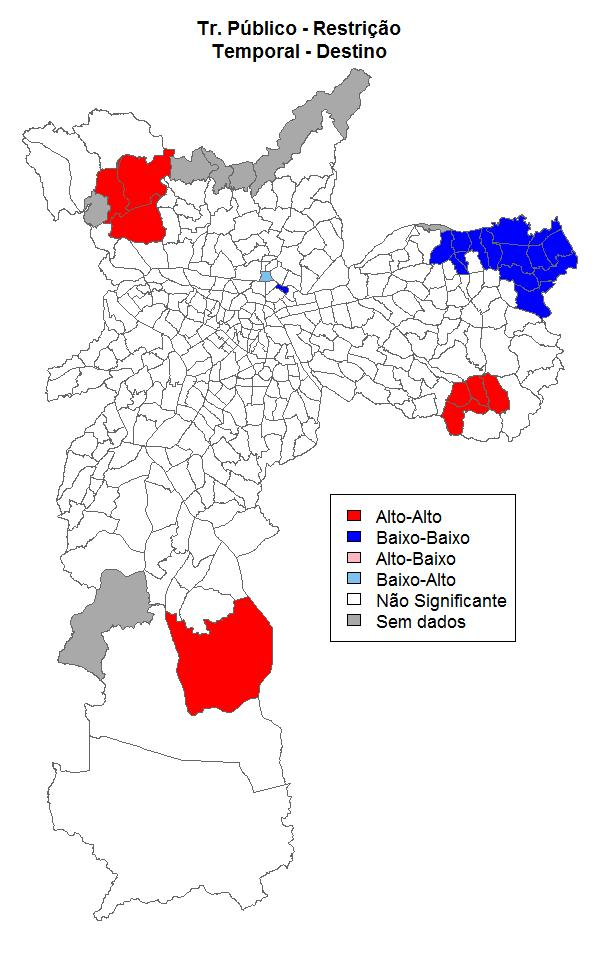 Tr. Público - Restrição
Temporal - Destino
Alto-Alto
Baixo-Baixo
Alto-Baixo
Baixo-Alto
Não Significante
Sem dados